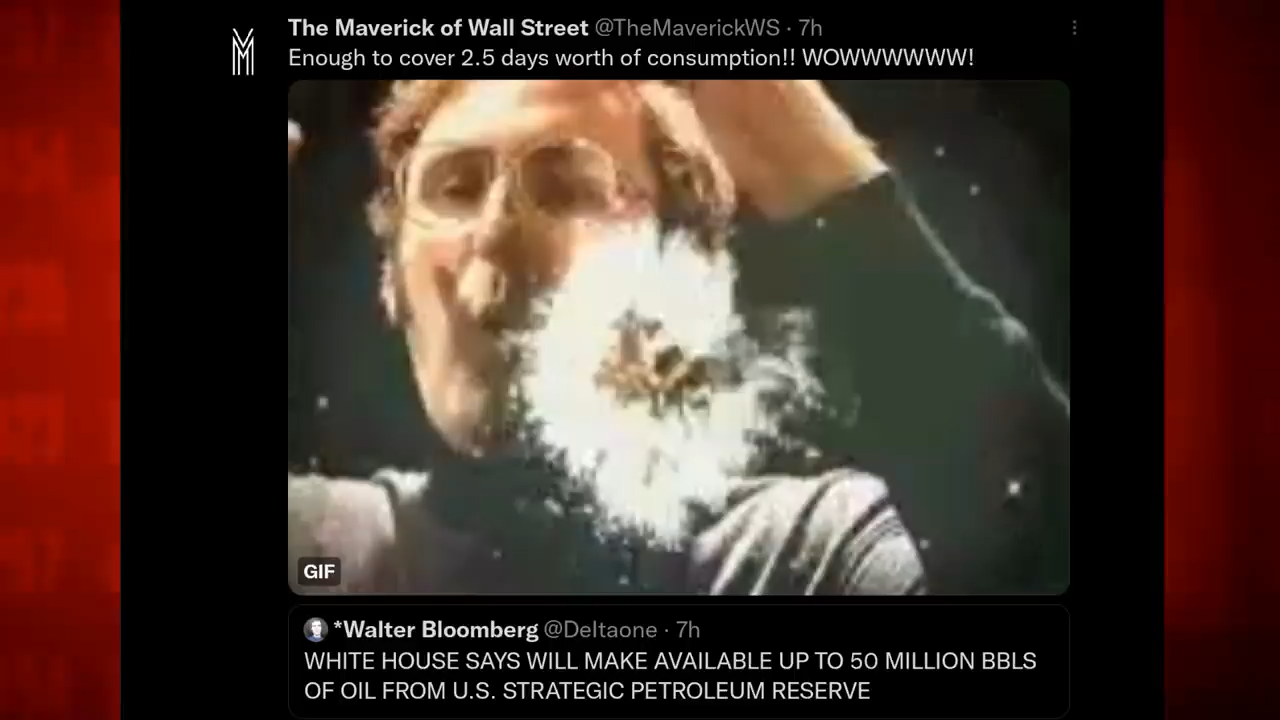 The Maverick of Wall Street @TheMaverickWS · 7h
Enough to cover 2.5 days worth of consumption!! WOWWWWWW!
GIF
*Walter Bloomberg @Deltaone · 7h
WHITE HOUSE SAYS WILL MAKE AVAILABLE UP TO 50 MILLION BBLS
OF OIL FROM U.S. STRATEGIC PETROLEUM RESERVE